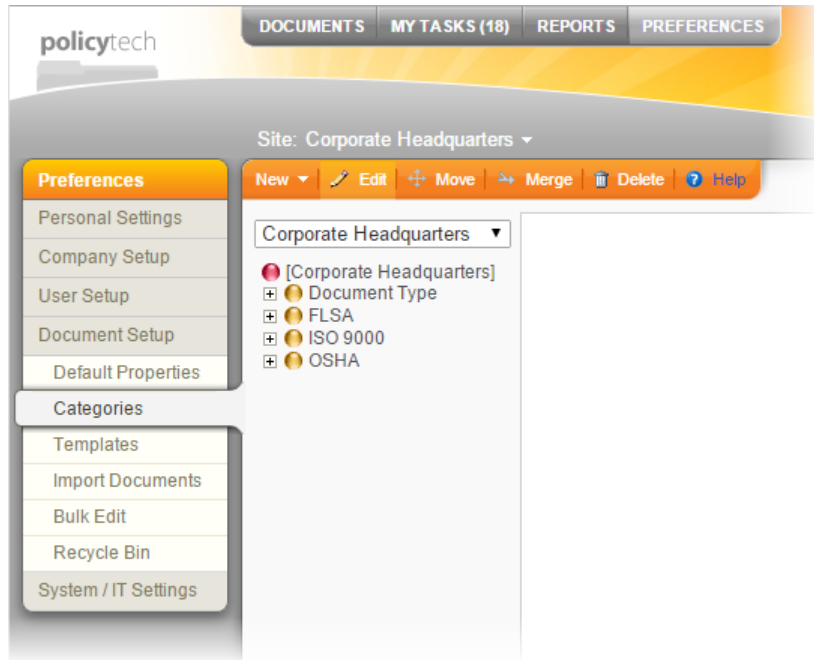 policytech
DOCUMENTS MY TASKS (18) REPORTS PREFERENCES
Site: Corporate Headquarters
Preferences
Personal Settings
Company Setup
User Setup
Document Setup
Default Properties
Categories
Templates
Import Documents
Bulk Edit
Recycle Bin
System / IT Settings
New Edit Move Merge Delete Help
Corporate Headquarters
[Corporate Headquarters]
Document Type
FLSA
ISO 9000
OSHA